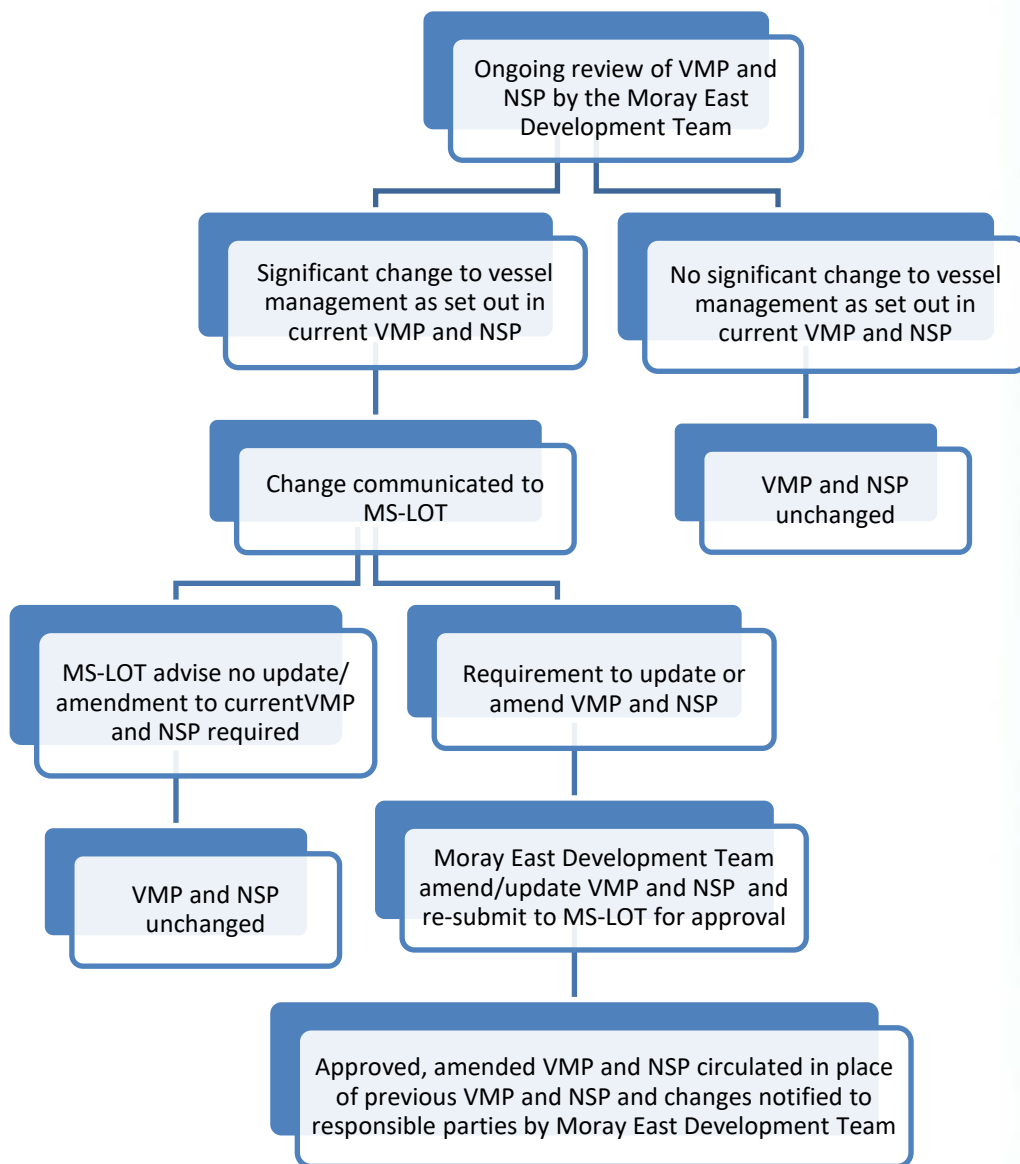 Ongoing review of VMP and
NSP by the Moray East
Development Team
Significant change to vessel
management as set out in
current VMP and NSP
No significant change to vessel
management as set out in
current VMP and NSP
Change communicated to
MS-LOT
VMP and NSP
unchanged
MS-LOT advise no update/
amendment to currentVMP
and NSP required
Requirement to update or
amend VMP and NSP
VMP and NSP
unchanged
Moray East Development Team
amend/update VMP and NSP and
re-submit to MS-LOT for approval
Approved, amended VMP and NSP circulated in place
of previous VMP and NSP and changes notified to
responsible parties by Moray East Development Team